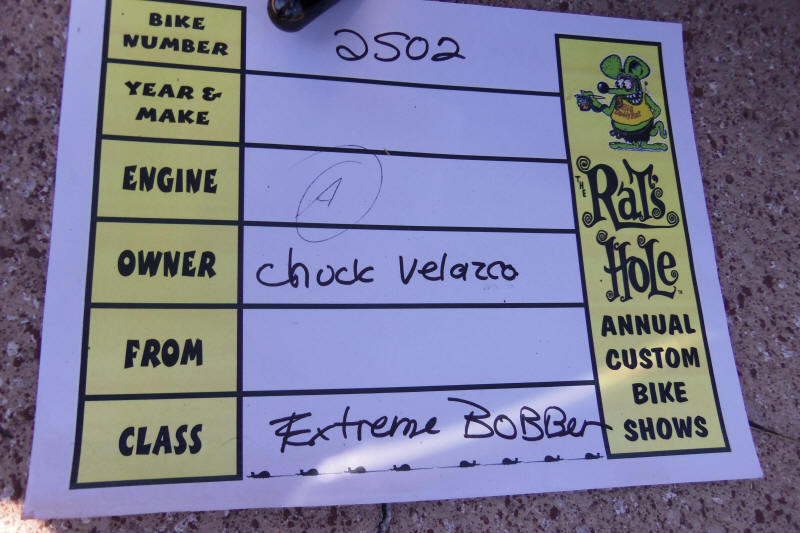 BIKE NUMBER
2502
YEAR & MAKE
ENGINE
A
OWNER
Chuck Velazco
FROM
CLASS
Extreme BOBBer
THE
RAT'S
HOLE
ANNUAL
CUSTOM
BIKE
SHOWS